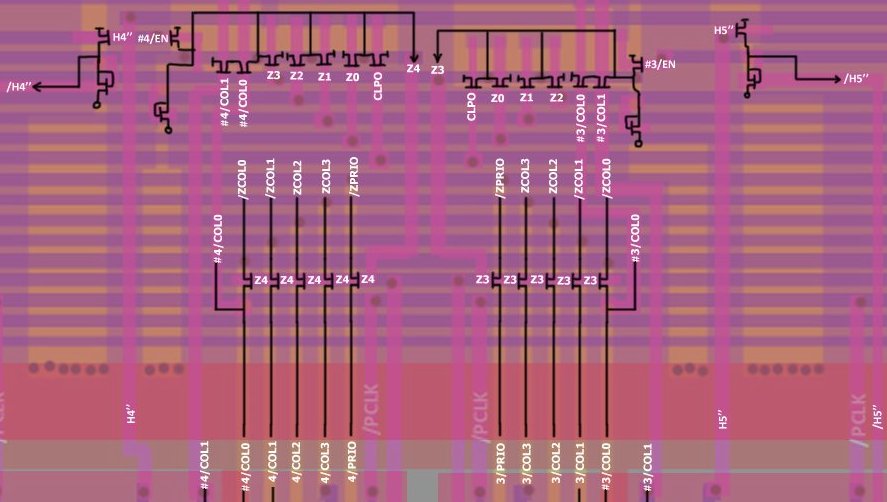 H4'' #4/EN
H5''
/H4''
#4/COL1
#4/COL0
Z3
Z2
Z1
Z0
CLPO
Z4
Z3
CLPO
Z0
Z1
Z2
#3/COL0
#3/COL1
#3/EN
/H5''
/ZCOL0
/ZCOL1
ZCOL2
ZCOL3
/ZPRIO
/ZPRIO
ZCOL3
ZCOL2
/ZCOL1
/ZCOL0
#4/COL0
#3/COL0
Z4 Z4 Z4 Z4 Z4
Z3 Z3 Z3 Z3 Z3
/PCLK
H4''
/PCLK
/PCLK
H5''
/PCLK
/H5''
#4/COL1
#4/COL0
4/COL1
4/COL2
4/COL3
4/PRIO
3/PRIO
3/COL3
3/COL2
3/COL1
#3/COL0
#3/COL1